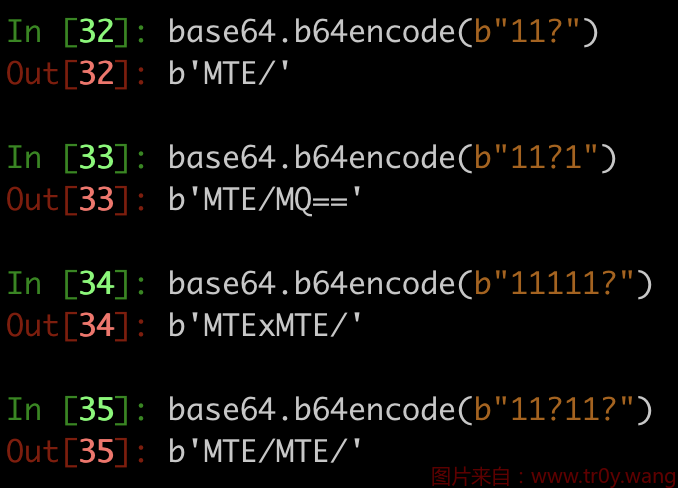 In [32]: base64.b64encode(b"11?")
Out[32]: b'MTE/'
In [33]: base64.b64encode(b"11?1")
Out[33]: b'MTE/MQ=='
In [34]: base64.b64encode(b"11111?")
Out[34]: b'MTExMTE/'
In [35]: base64.b64encode(b"11?11?")
Out[35]: b'MTE/MTE/'
图片来自：www.tr0y.wang